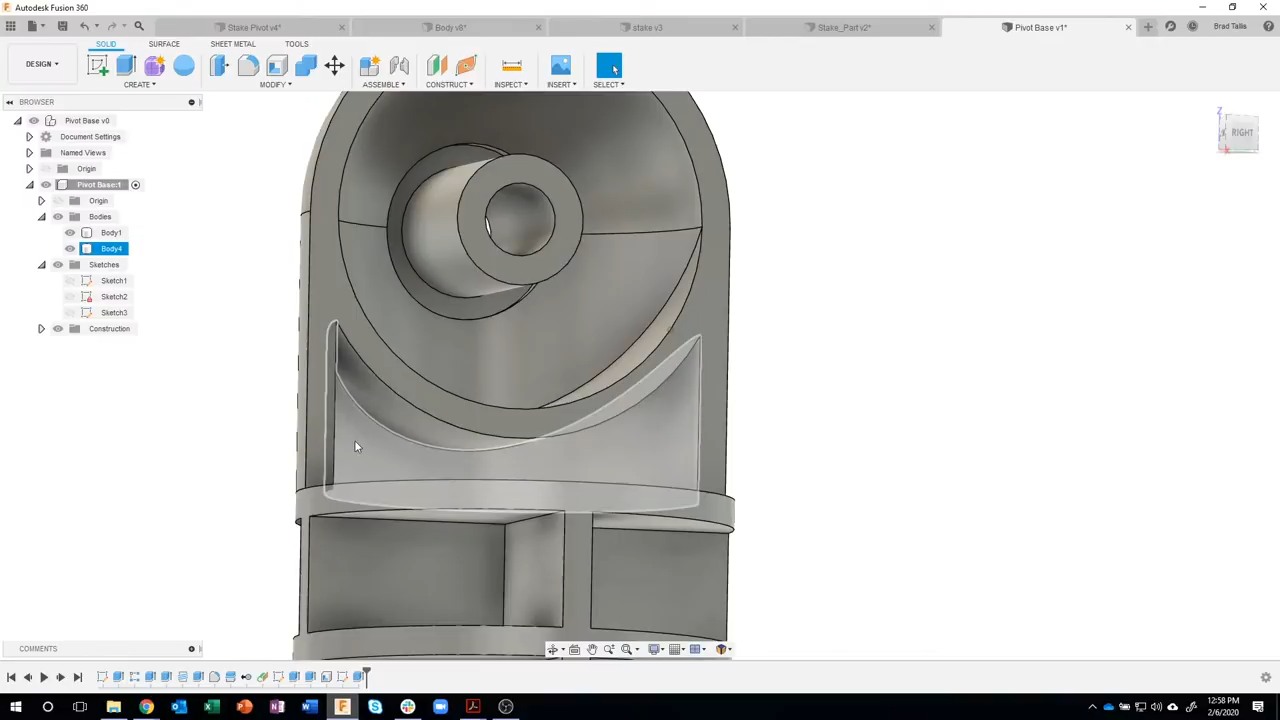 Autodesk Fusion 360
Stake Pivot v4*
Body v8*
stake v3
Stake_Part v2*
Pivot Base v1*
Brad Tallis
SOLID
SURFACE
SHEET METAL
TOOLS
DESIGN
CREATE
MODIFY
ASSEMBLE
CONSTRUCT
INSPECT
INSERT
SELECT
BROWSER
Pivot Base v0
Document Settings
Named Views
Origin
Pivot Base:1
Origin
Bodies
Body1
Body4
Sketches
Sketch1
Sketch2
Sketch3
Construction
Z
RIGHT
COMMENTS
12:58 PM
2/6/2020